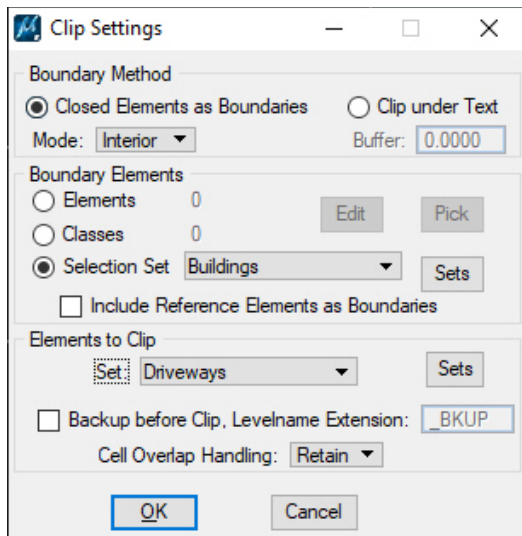 Clip Settings
Boundary Method
Closed Elements as Boundaries Clip under Text
Mode: Interior Buffer: 0.0000
Boundary Elements
Elements 0 Edit Pick
Classes 0
Selection Set Buildings Sets
Include Reference Elements as Boundaries
Elements to Clip
Set: Driveways Sets
Backup before Clip, Levelname Extension: _BKUP
Cell Overlap Handling: Retain
OK Cancel